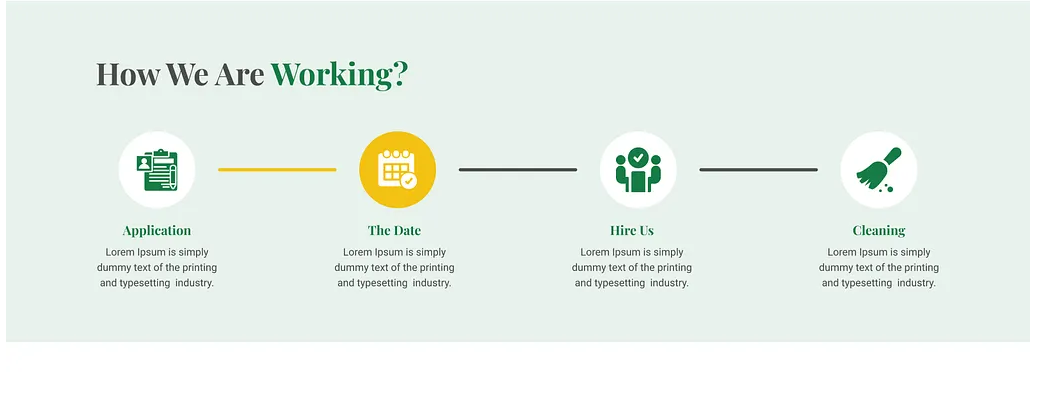 How We Are Working?
Application
Lorem Ipsum is simply
dummy text of the printing
and typesetting industry.
The Date
Lorem Ipsum is simply
dummy text of the printing
and typesetting industry.
Hire Us
Lorem Ipsum is simply
dummy text of the printing
and typesetting industry.
Cleaning
Lorem Ipsum is simply
dummy text of the printing
and typesetting industry.